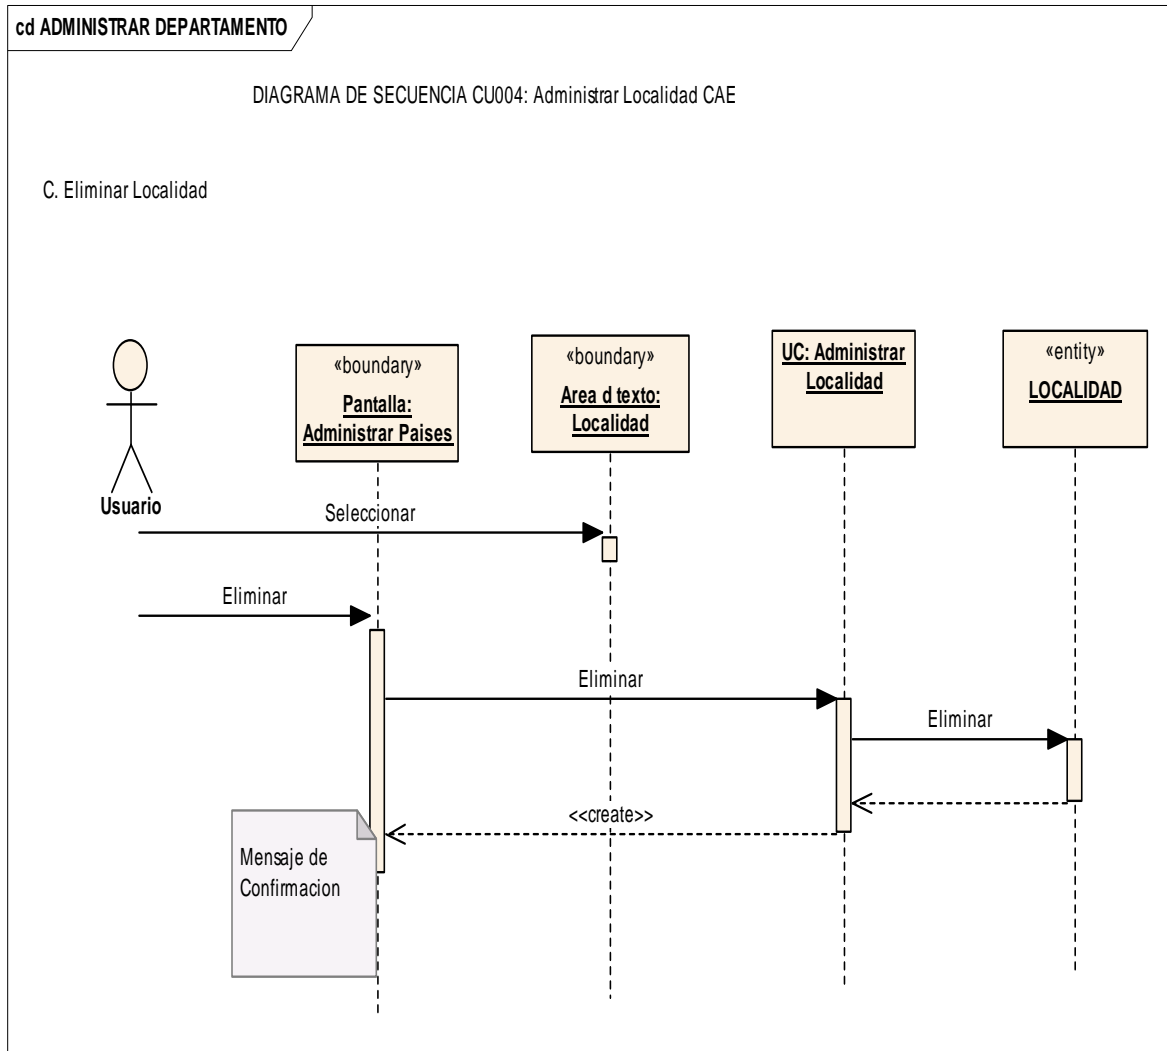 cd ADMINISTRAR DEPARTAMENTO
DIAGRAMA DE SECUENCIA CU004: Administrar Localidad CAE
C. Eliminar Localidad
Usuario
«boundary»
Pantalla:
Administrar Paises
«boundary»
Area d texto:
Localidad
UC: Administrar
Localidad
«entity»
LOCALIDAD
Seleccionar
Eliminar
Eliminar
Eliminar
<<create>>
Mensaje de
Confirmacion